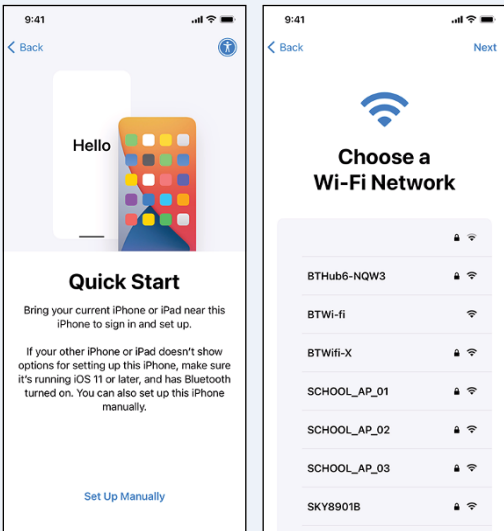 9:41
Back
Hello
Quick Start
Bring your current iPhone or iPad near this
iPhone to sign in and set up.
If your other iPhone or iPad doesn't show
options for setting up this iPhone, make sure
it's running iOS 11 or later, and has Bluetooth
turned on. You can also set up this iPhone
manually.
Set Up Manually
9:41
Back
Next
Choose a
Wi-Fi Network
BTHub6-NQW3
BTWi-fi
BTWifi-X
SCHOOL_AP_01
SCHOOL_AP_02
SCHOOL_AP_03
SKY8901B